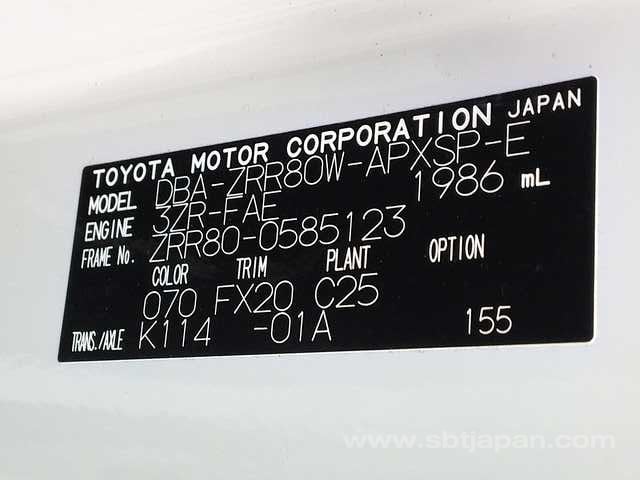 TOYOTA MOTOR CORPORATION JAPAN
MODEL DBA-ZRR80W-APXSP-E
ENGINE 3ZR-FAE 1986 mL
FRAME No. ZRR80-0585123
COLOR TRIM PLANT OPTION
070 FX20 C25
TRANS./AXLE K114 -01A 155
www.sbtjapan.com